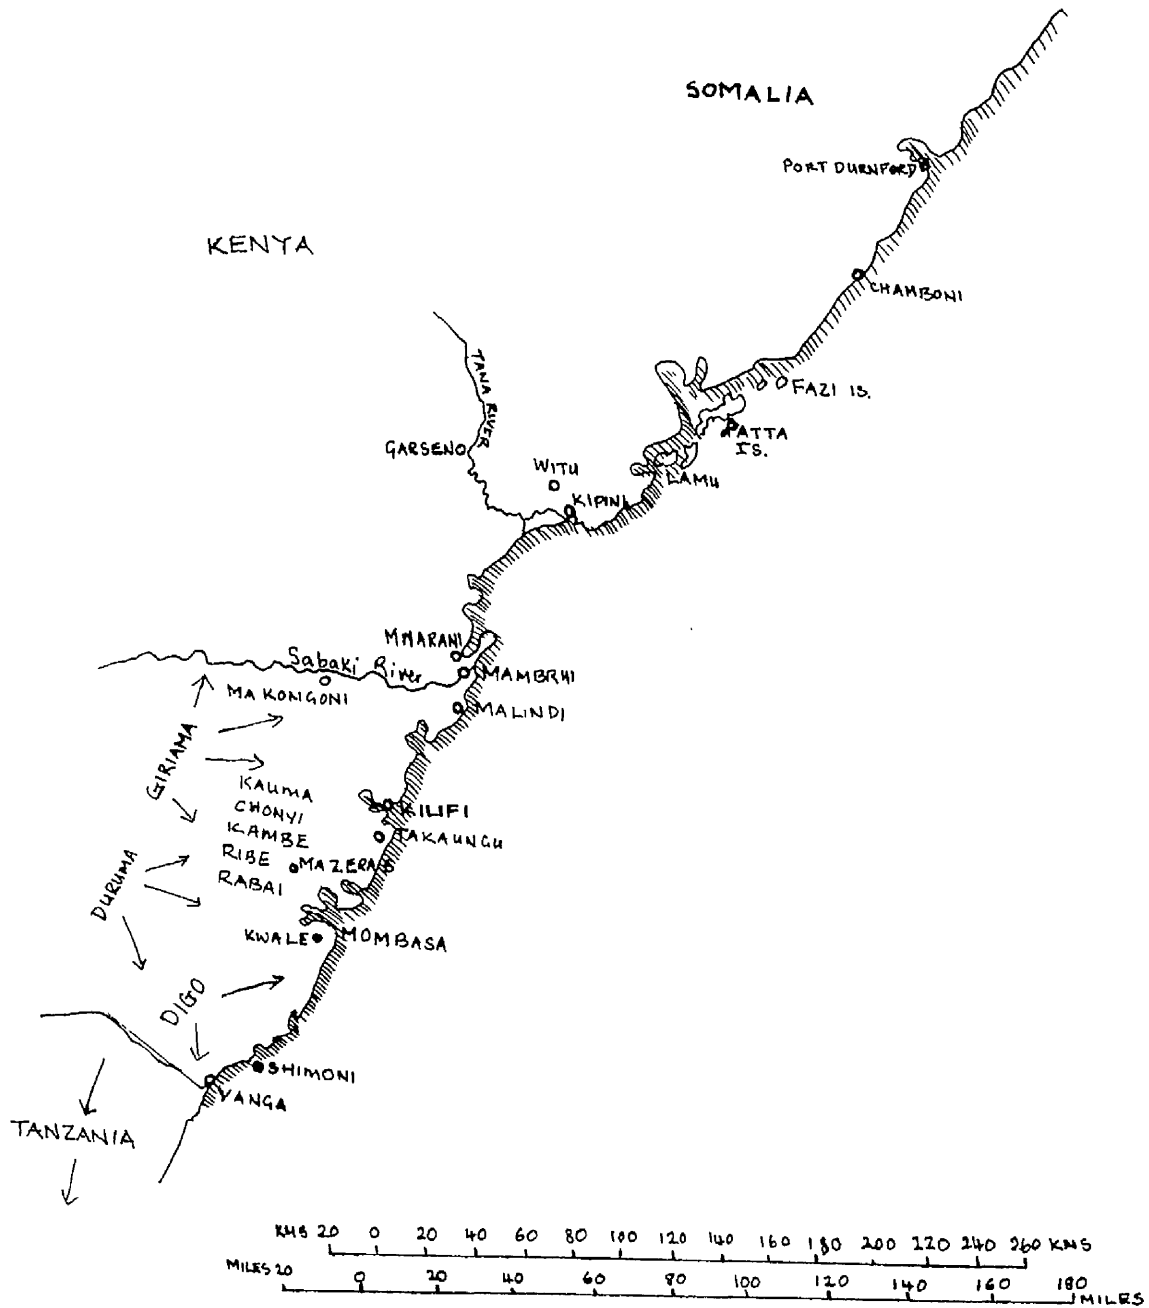 SOMALIA
PORT DURNFORD
KENYA
CHAMBONI
TANA RIVER
FAZI IS.
GARSENO
PATTA
IS.
WITU
LAMU
KIPINI
MWARANI
Sabaki River
MAMBRUI
MAKONGONI
MALINDI
GIRIAMA
KAUMA
CHONYI
KAMBE
RIBE
RABAI
KILIFI
TAKAUNGU
MAZERAS
DURUMA
KWALE
MOMBASA
DIGO
SHIMONI
VANGA
TANZANIA
KMS 20 0 20 40 60 80 100 120 140 160 180 200 220 240 260 KMS
MILES 20 0 20 40 60 80 100 120 140 160 180 MILES